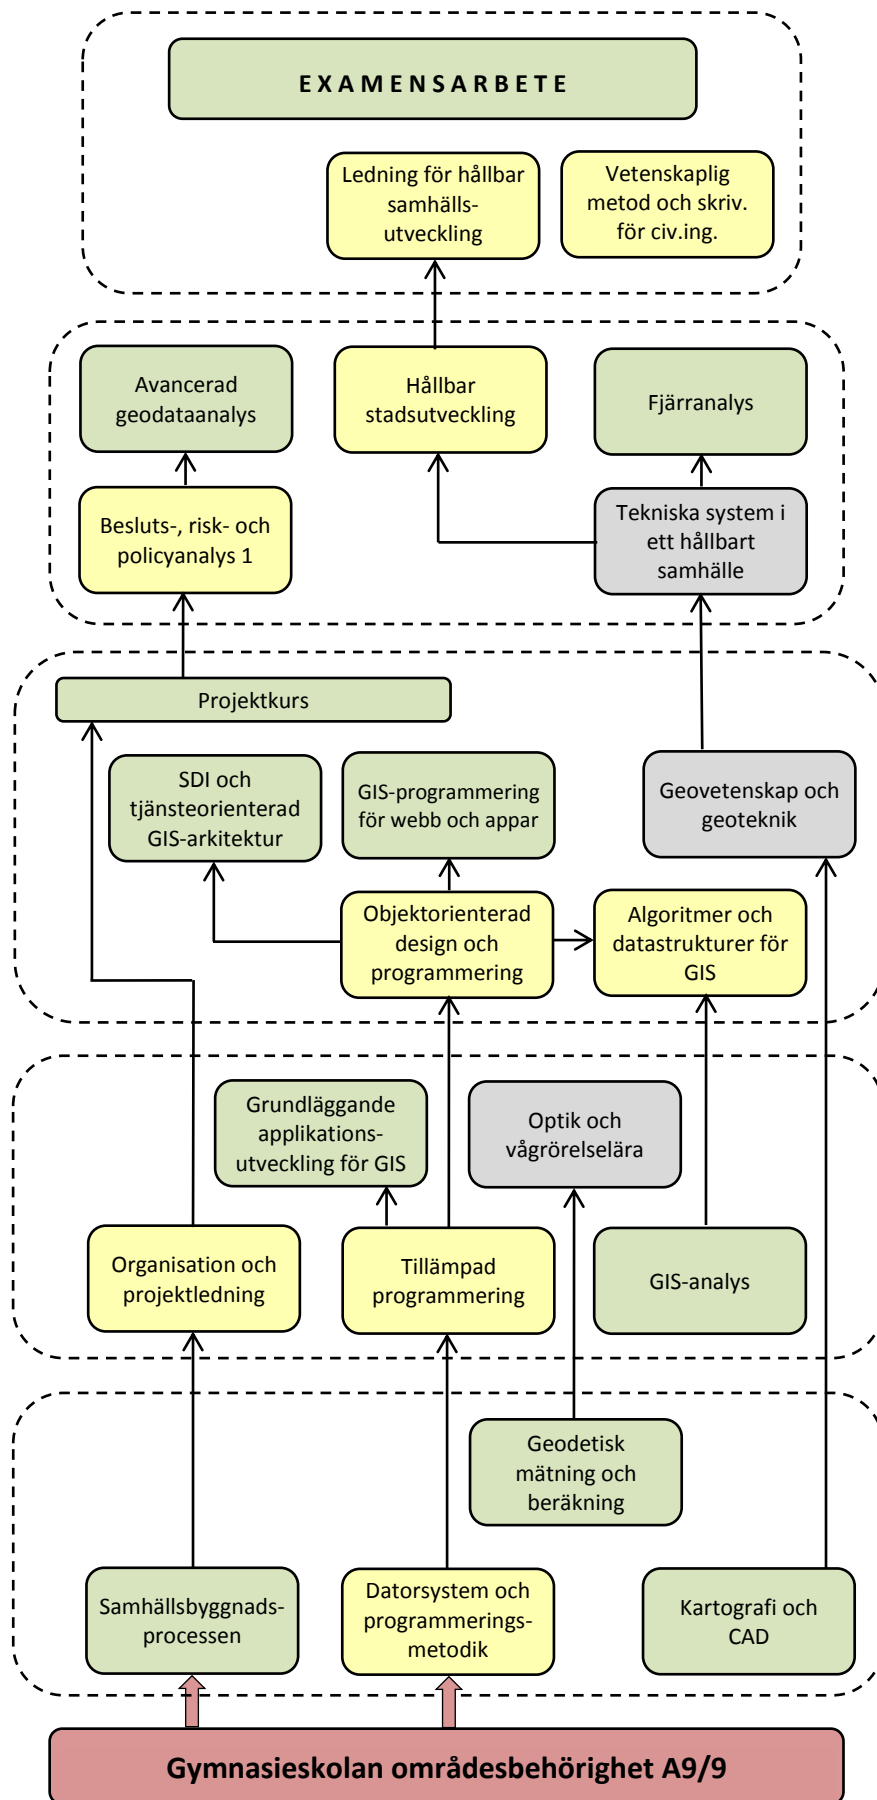 EXAMENSARBETE
Ledning för hållbar
samhälls-
utveckling
Vetenskaplig
metod och skriv.
för civ.ing.
Avancerad
geodataanalys
Hållbar
stadsutveckling
Fjärranalys
Besluts-, risk- och
policyanalys 1
Tekniska system i
ett hållbart
samhälle
Projektkurs
SDI och
tjänsteorienterad
GIS-arkitektur
GIS-programmering
för webb och appar
Geovetenskap och
geoteknik
Objektorienterad
design och
programmering
Algoritmer och
datastrukturer för
GIS
Grundläggande
applikations-
utveckling för GIS
Optik och
vågrörelselära
Organisation och
projektledning
Tillämpad
programmering
GIS-analys
Geodetisk
mätning och
beräkning
Samhällsbyggnads-
processen
Datorsystem och
programmerings-
metodik
Kartografi och
CAD
Gymnasieskolan områdesbehörighet A9/9